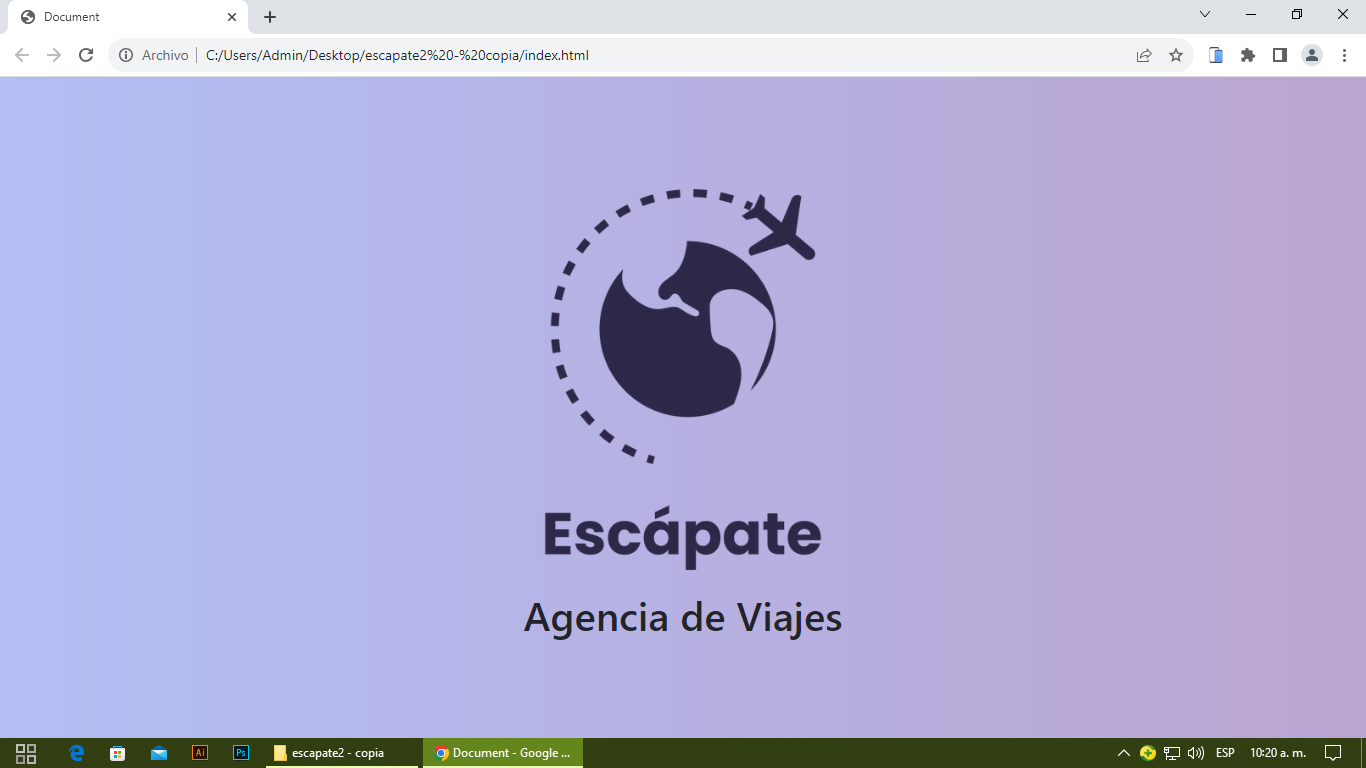 Document
Archivo
C:/Users/Admin/Desktop/escapate2%20-%20copia/index.html
Escápate
Agencia de Viajes
Ai
Ps
escapate2 - copia
Document - Google ...
ESP
10:20 a. m.